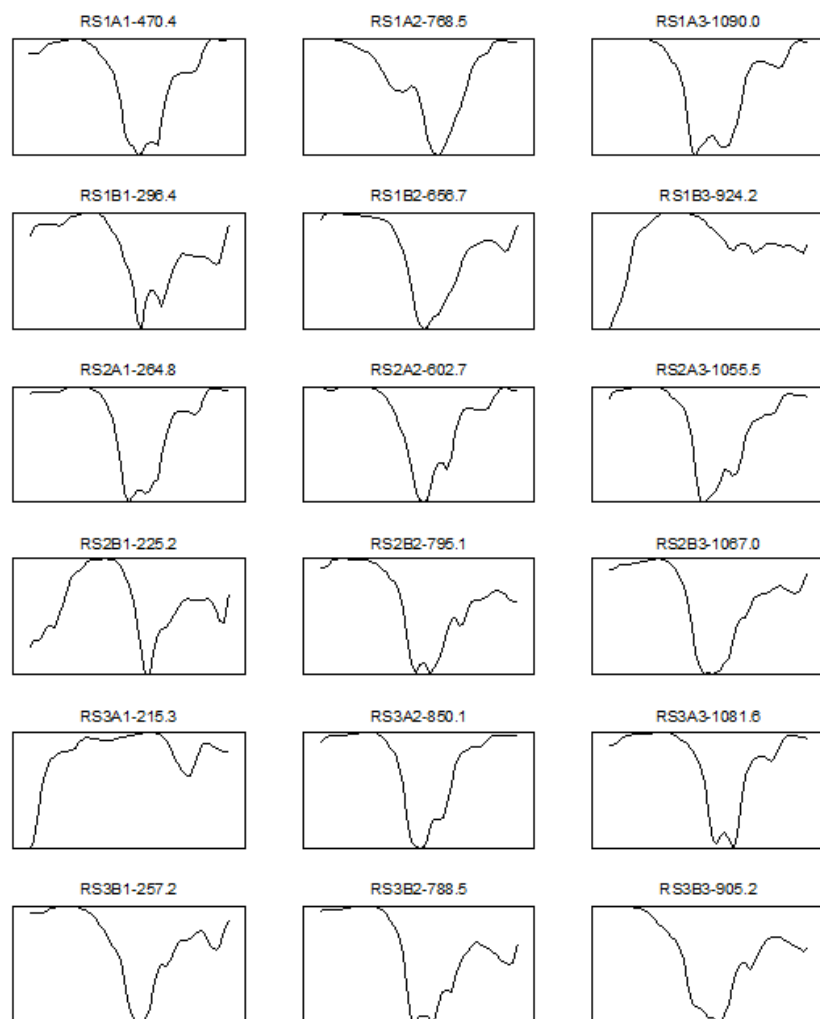 RS1A1-470.4 RS1A2-768.5 RS1A3-1090.0
RS1B1-296.4 RS1B2-656.7 RS1B3-924.2
RS2A1-264.8 RS2A2-602.7 RS2A3-1055.5
RS2B1-225.2 RS2B2-795.1 RS2B3-1067.0
RS3A1-215.3 RS3A2-850.1 RS3A3-1081.6
RS3B1-257.2 RS3B2-788.5 RS3B3-905.2